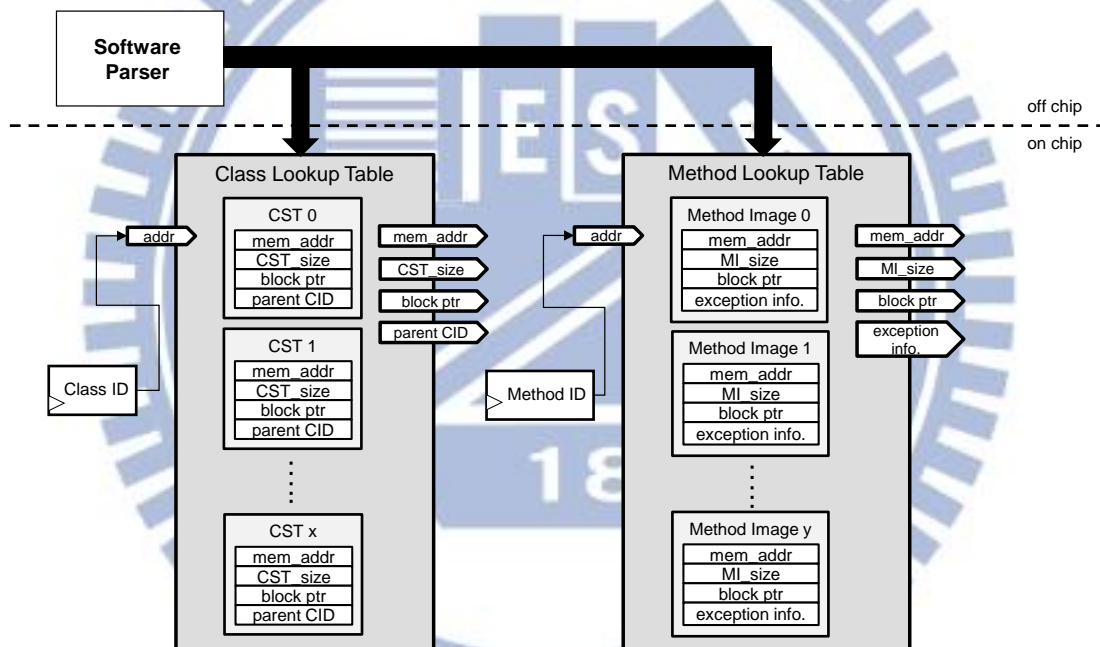 Software
Parser
off chip
on chip
Class Lookup Table
CST 0
mem_addr
CST_size
block ptr
parent CID
CST 1
mem_addr
CST_size
block ptr
parent CID
CST x
mem_addr
CST_size
block ptr
parent CID
addr
Class ID
mem_addr
CST_size
block ptr
parent CID
Method Lookup Table
Method Image 0
mem_addr
MI_size
block ptr
exception info.
Method Image 1
mem_addr
MI_size
block ptr
exception info.
Method Image y
mem_addr
MI_size
block ptr
exception info.
addr
Method ID
mem_addr
MI_size
block ptr
exception
info.
ES
18